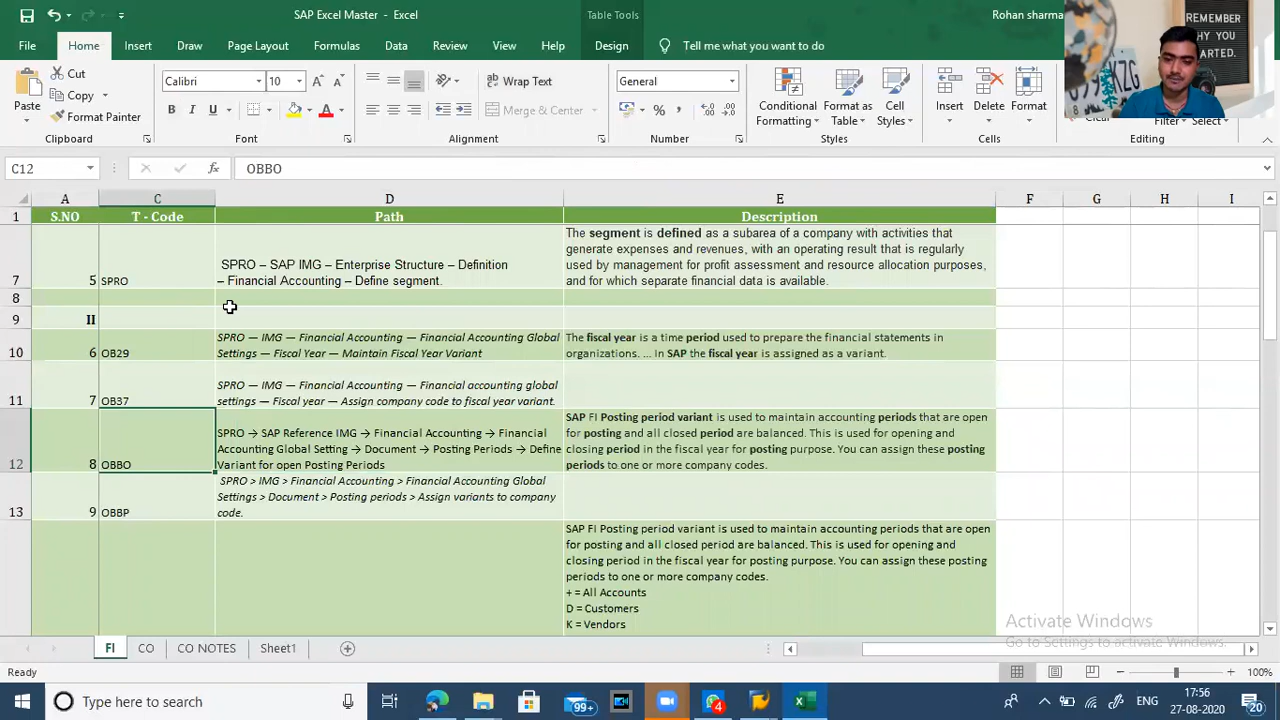 SAP Excel Master - Excel
Table Tools
Rohan sharma
File
Home
Insert
Draw
Page Layout
Formulas
Data
Review
View
Help
Design
Tell me what you want to do
REMEMBER
WHY YOU
STARTED.
Paste
Cut
Copy
Format Painter
Calibri
10
B I U
Wrap Text
Merge & Center
General
Conditional
Formatting
Format as
Table
Cell
Styles
Insert
Delete
Format
Select
Clipboard
Font
Alignment
Number
Styles
Cells
Editing
C12
fx
OBBO
A
C
D
E
F
G
H
I
1
S.NO
T - Code
Path
Description
7
5
SPRO
SPRO – SAP IMG – Enterprise Structure – Definition
– Financial Accounting – Define segment.
The segment is defined as a subarea of a company with activities that
generate expenses and revenues, with an operating result that is regularly
used by management for profit assessment and resource allocation purposes,
and for which separate financial data is available.
8
9
II
10
6
OB29
SPRO — IMG — Financial Accounting — Financial Accounting Global
Settings — Fiscal Year — Maintain Fiscal Year Variant
The fiscal year is a time period used to prepare the financial statements in
organizations. ... In SAP the fiscal year is assigned as a variant.
11
7
OB37
SPRO — IMG — Financial Accounting — Financial accounting global
settings — Fiscal year — Assign company code to fiscal year variant.
12
8
OBBO
SPRO → SAP Reference IMG → Financial Accounting → Financial
Accounting Global Setting → Document → Posting Periods → Define
Variant for open Posting Periods
SAP FI Posting period variant is used to maintain accounting periods that are open
for posting and all closed period are balanced. This is used for opening and
closing period in the fiscal year for posting purpose. You can assign these posting
periods to one or more company codes.
13
9
OBBP
SPRO > IMG > Financial Accounting > Financial Accounting Global
Settings > Document > Posting periods > Assign variants to company
code.
SAP FI Posting period variant is used to maintain accounting periods that are open
for posting and all closed period are balanced. This is used for opening and
closing period in the fiscal year for posting purpose. You can assign these posting
periods to one or more company codes.
+ = All Accounts
D = Customers
K = Vendors
Activate Windows
Go to Settings to activate Windows.
FI
CO
CO NOTES
Sheet1
Ready
100%
Type here to search
99+
4
ENG
17:56
27-08-2020
20